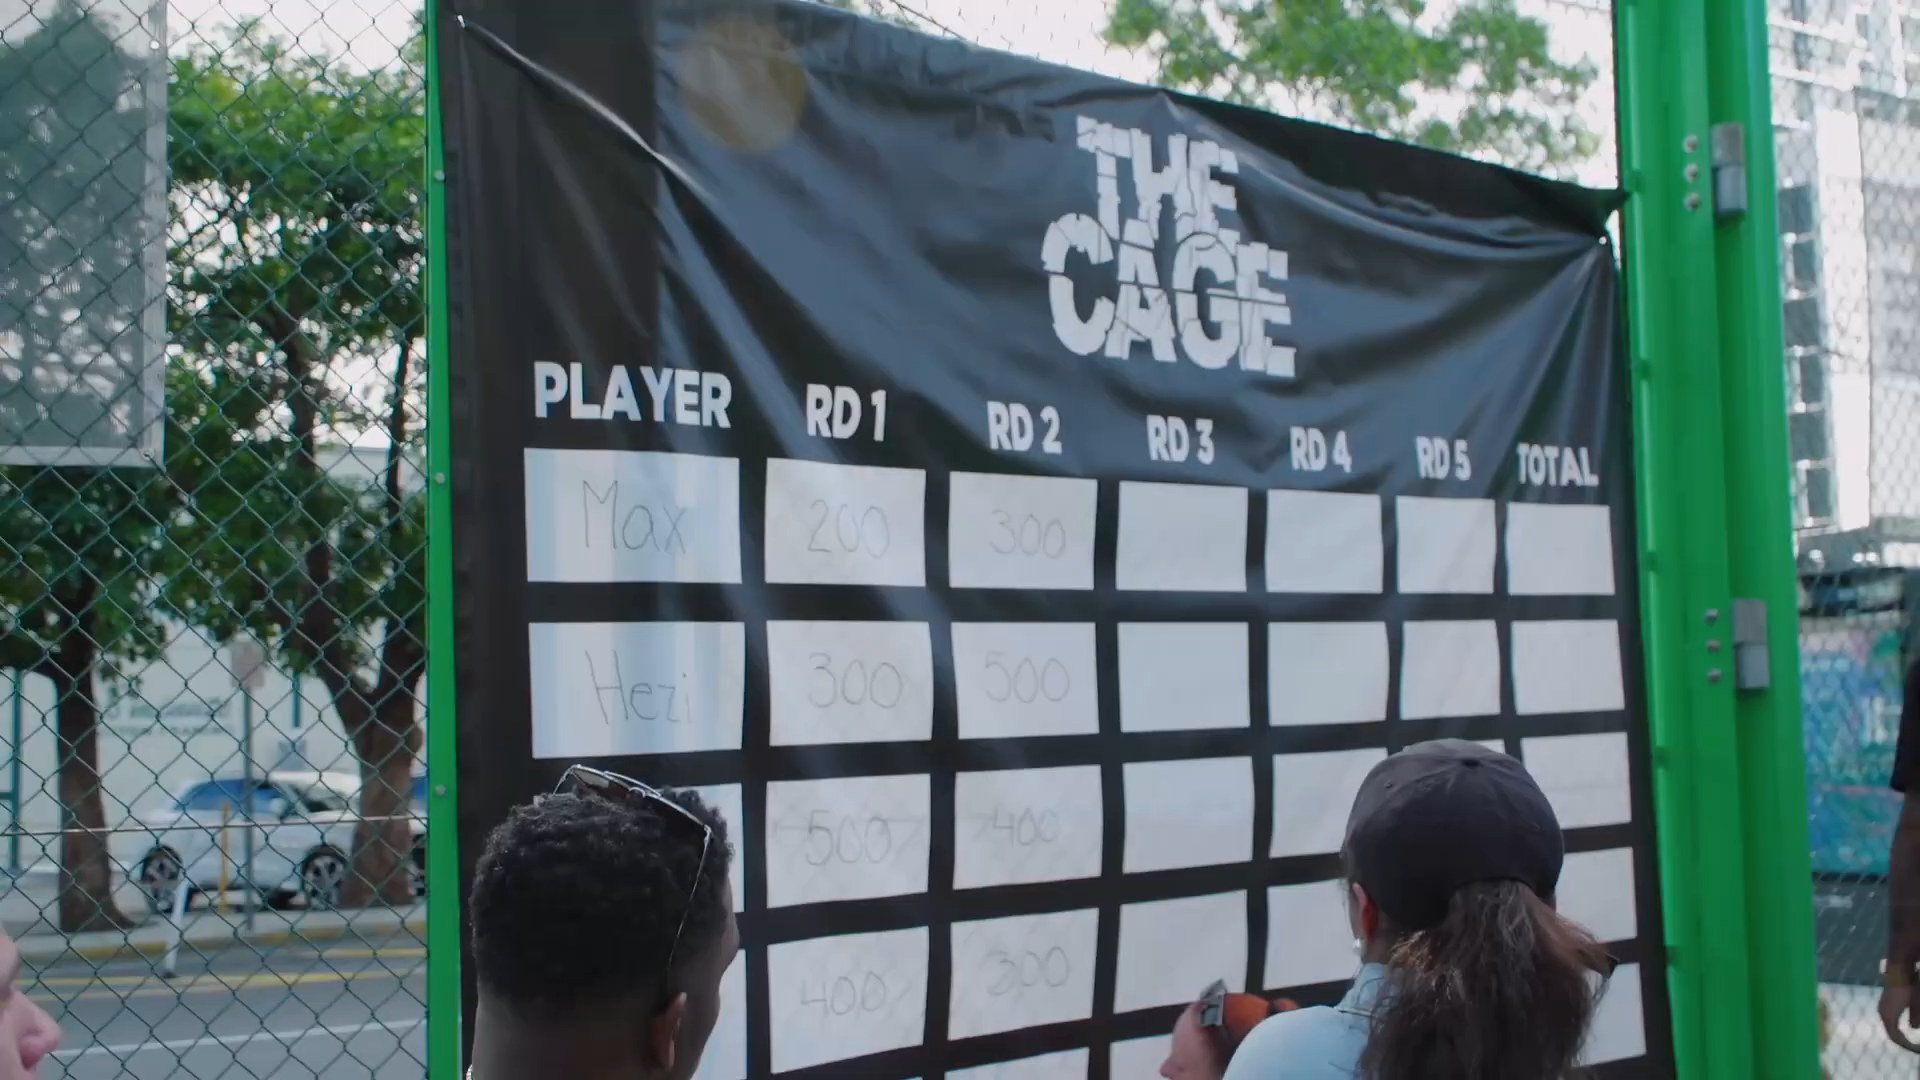 THE
CAGE
PLAYER RD 1 RD 2 RD 3 RD 4 RD 5 TOTAL
Max 200 300
Hezi 300 500
500 400
400 300